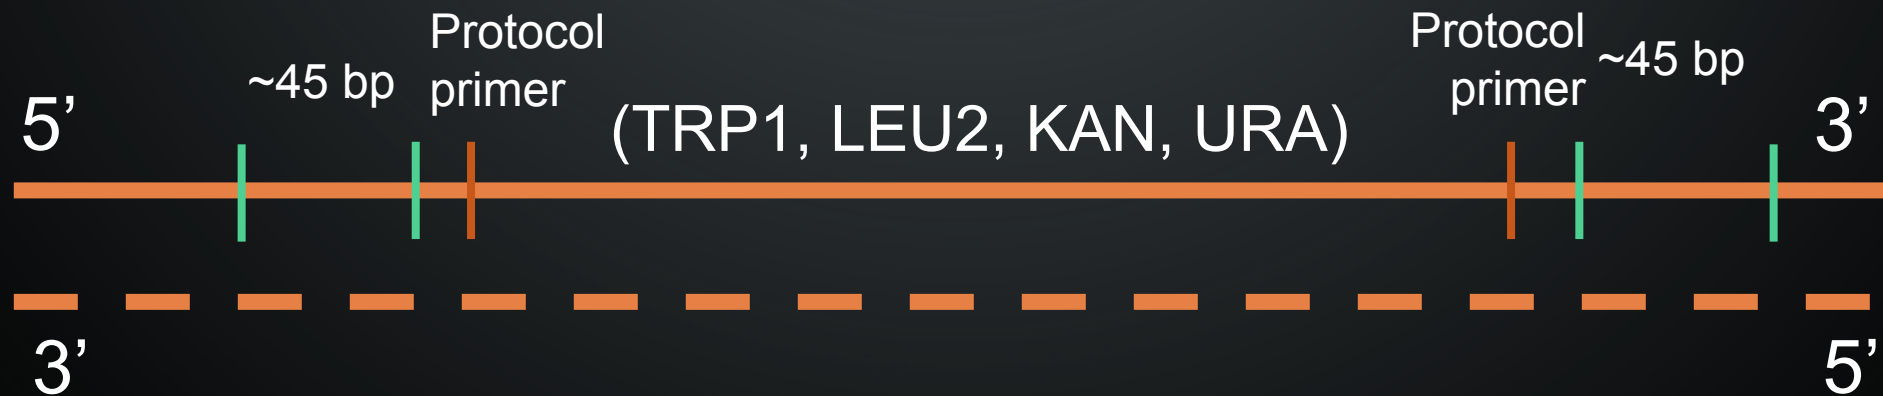 Protocol
primer
Protocol
primer
~45 bp
~45 bp
5’
(TRP1, LEU2, KAN, URA)
3’
3’
5’